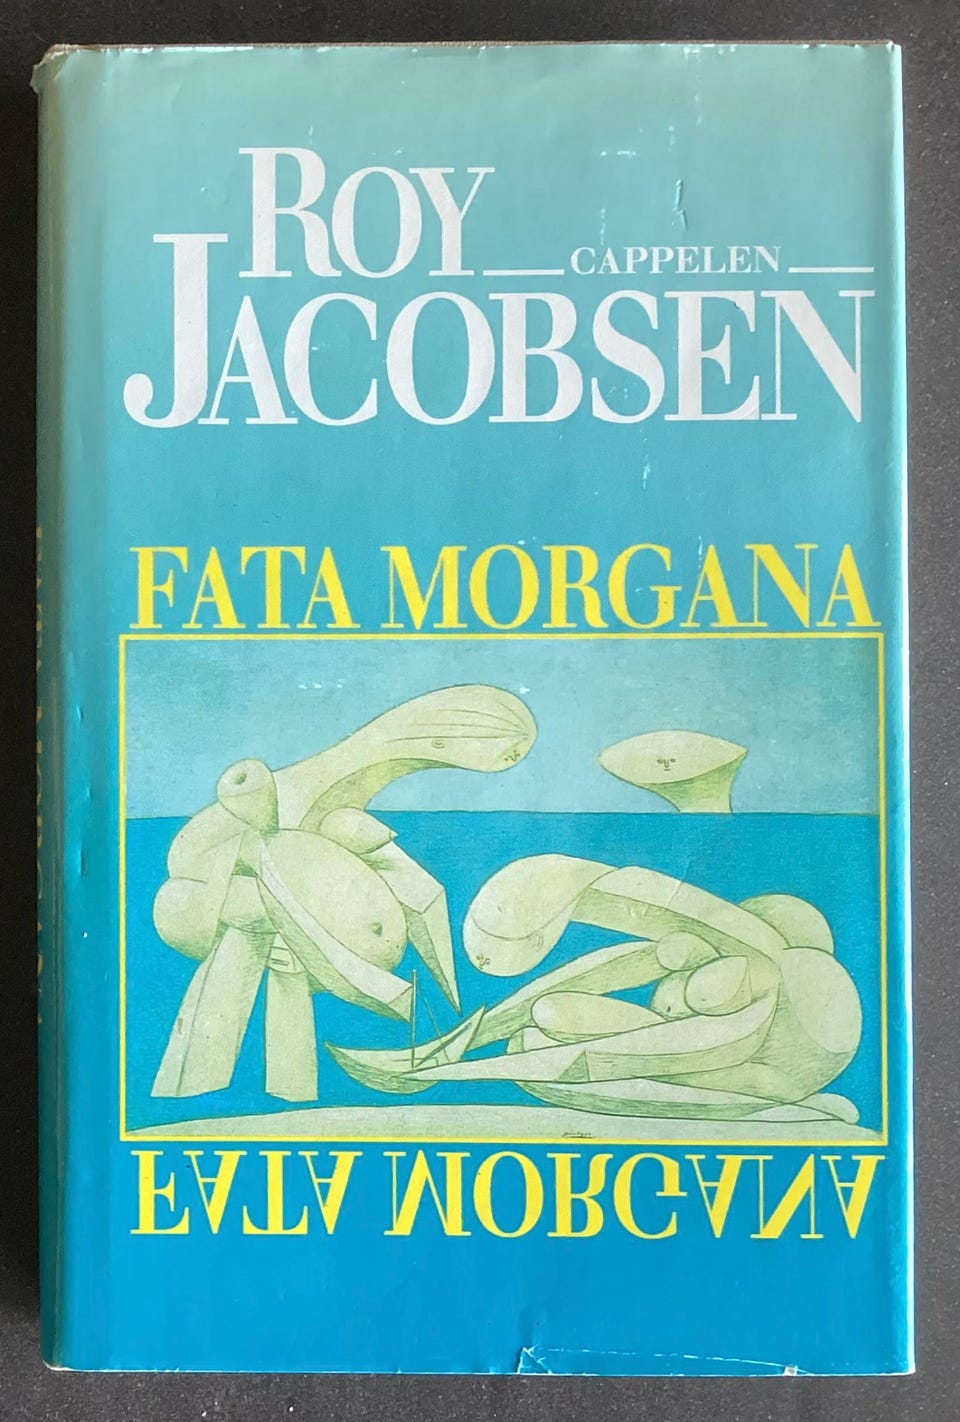 ROY
CAPPELEN
JACOBSEN
FATA MORGANA
FATA MORGANA